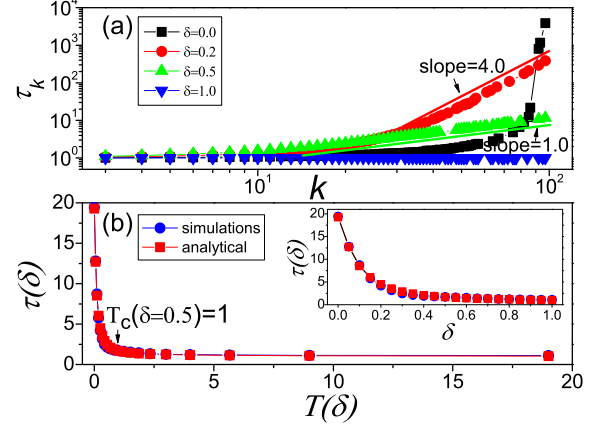 10⁴
(a)
δ=0.0
δ=0.2
δ=0.5
δ=1.0
10³
10²
10¹
10⁰
τₖ
slope=4.0
slope=1.0
10¹
k
10²
20
(b)
simulations
analytical
15
10
5
0
τ(δ)
T_c(δ=0.5)=1
20
15
10
5
0
τ(δ)
0.0 0.2 0.4 0.6 0.8 1.0
δ
0 5 10 15 20
T(δ)